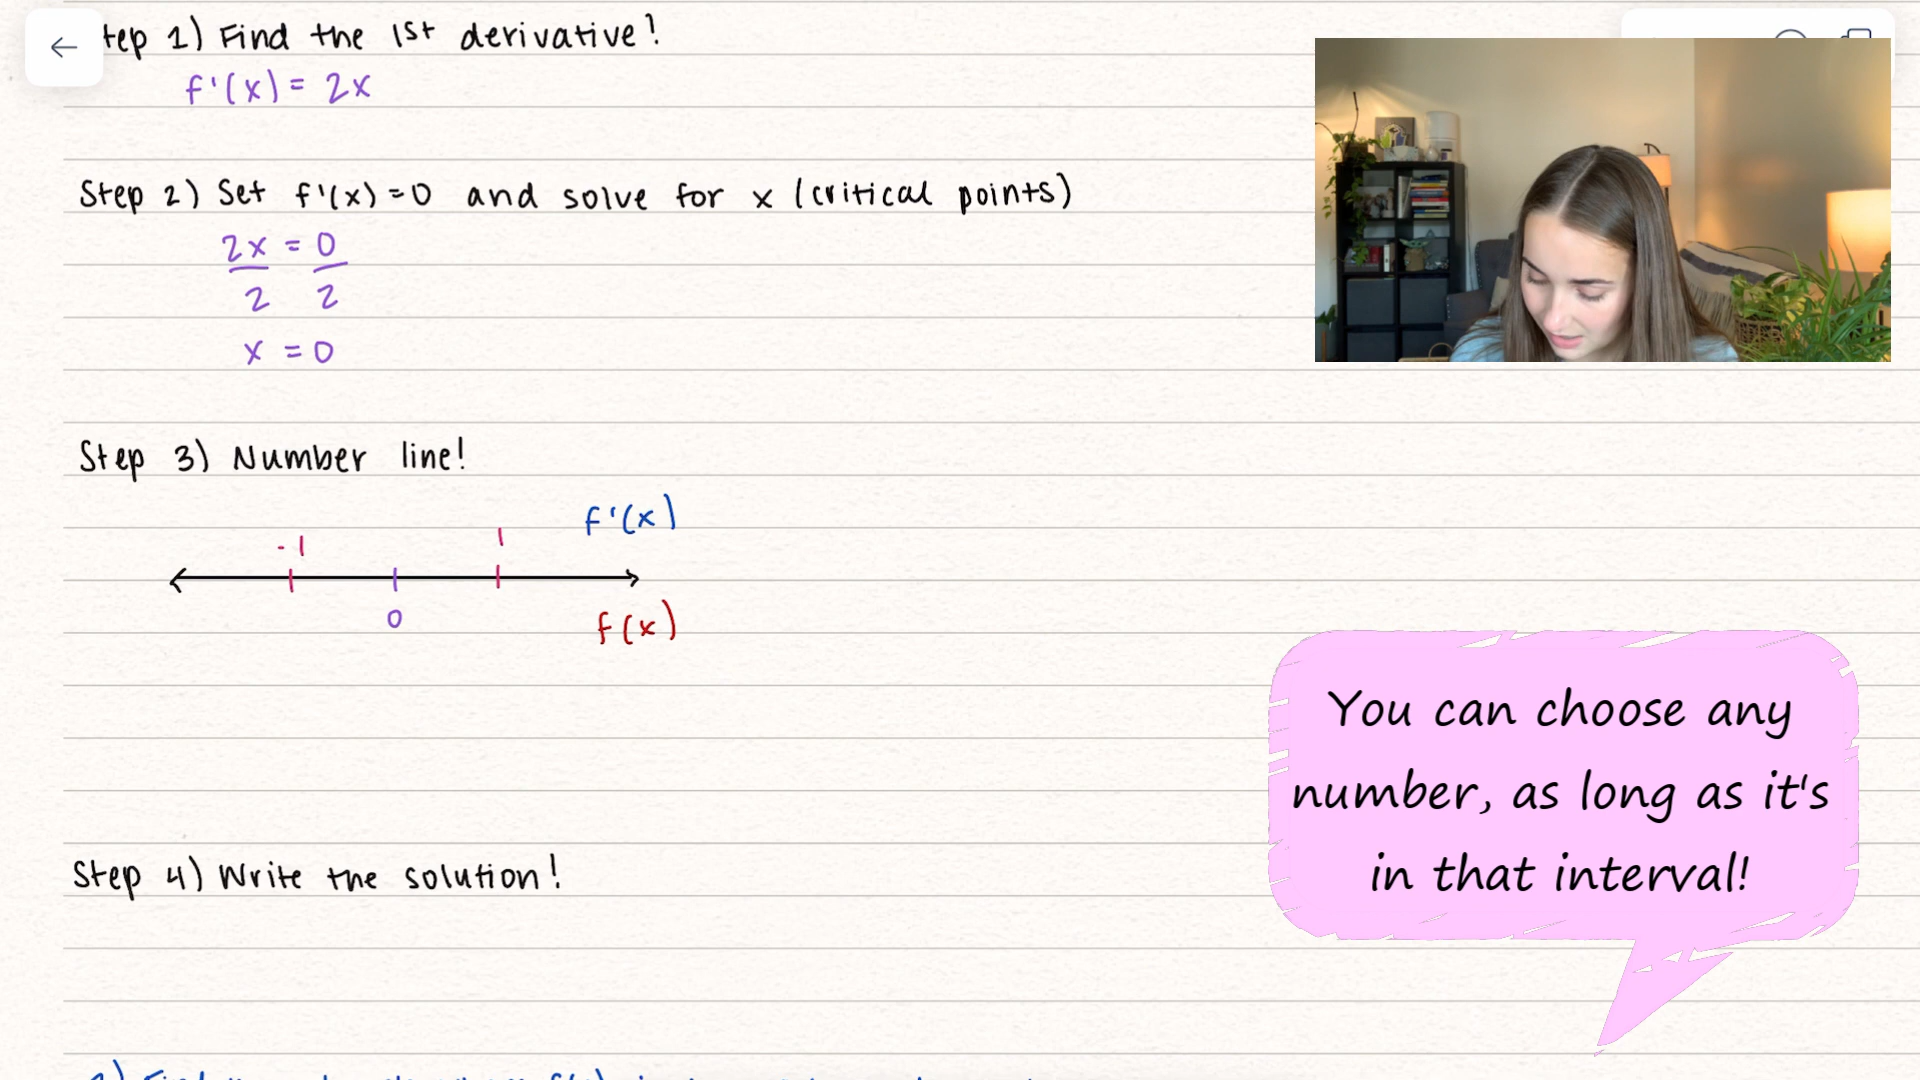 tep 1) Find the 1st derivative!
f'(x) = 2x
Step 2) Set f'(x) = 0 and solve for x (critical points)
2x = 0
2 2
x = 0
Step 3) Number line!
f'(x)
-1 1
0
f(x)
You can choose any
number, as long as it's
in that interval!
Step 4) Write the solution!